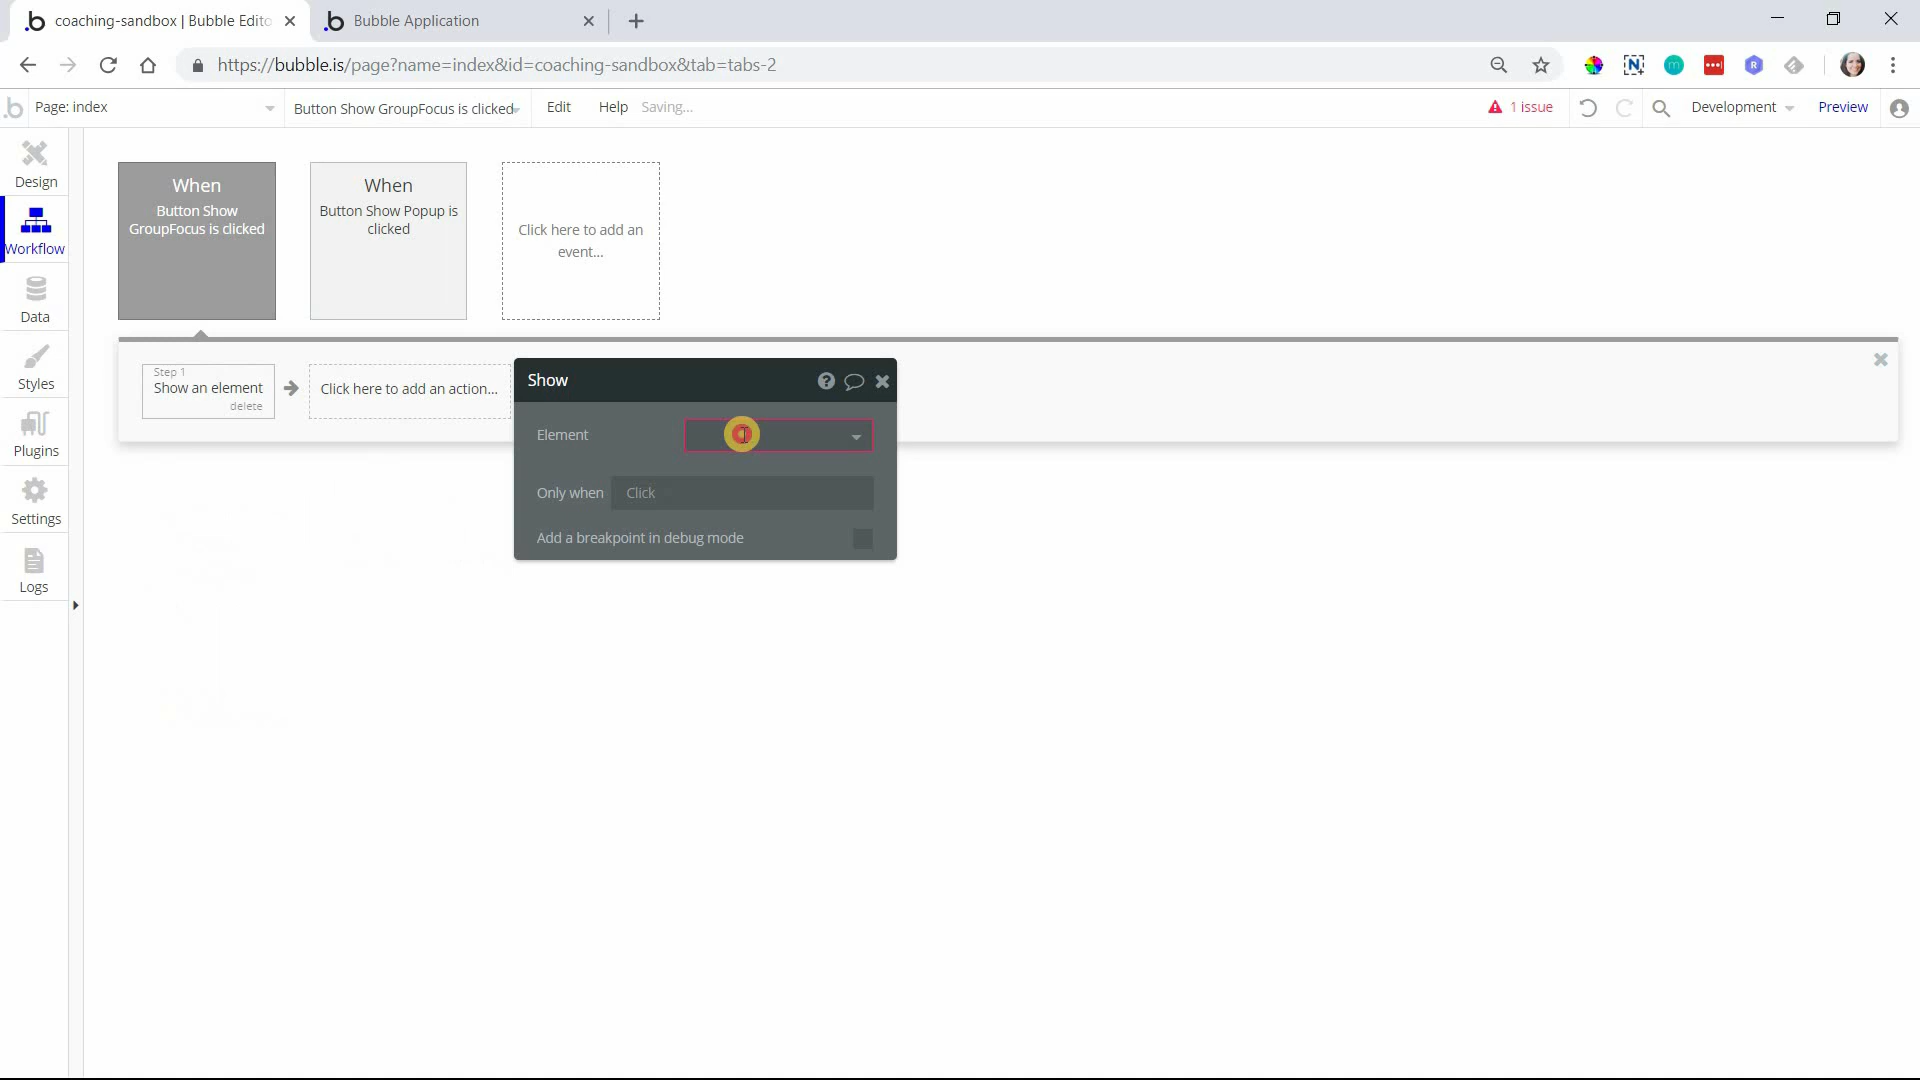 coaching-sandbox | Bubble Edito
Bubble Application
https://bubble.is/page?name=index&id=coaching-sandbox&tab=tabs-2
Page: index
Button Show GroupFocus is clicked
Edit
Help
Saving...
1 issue
Development
Preview
Design
Workflow
Data
Styles
Plugins
Settings
Logs
When
Button Show
GroupFocus is clicked
When
Button Show Popup is
clicked
Click here to add an
event...
Step 1
Show an element
delete
Click here to add an action...
Show
Element
Only when
Click
Add a breakpoint in debug mode